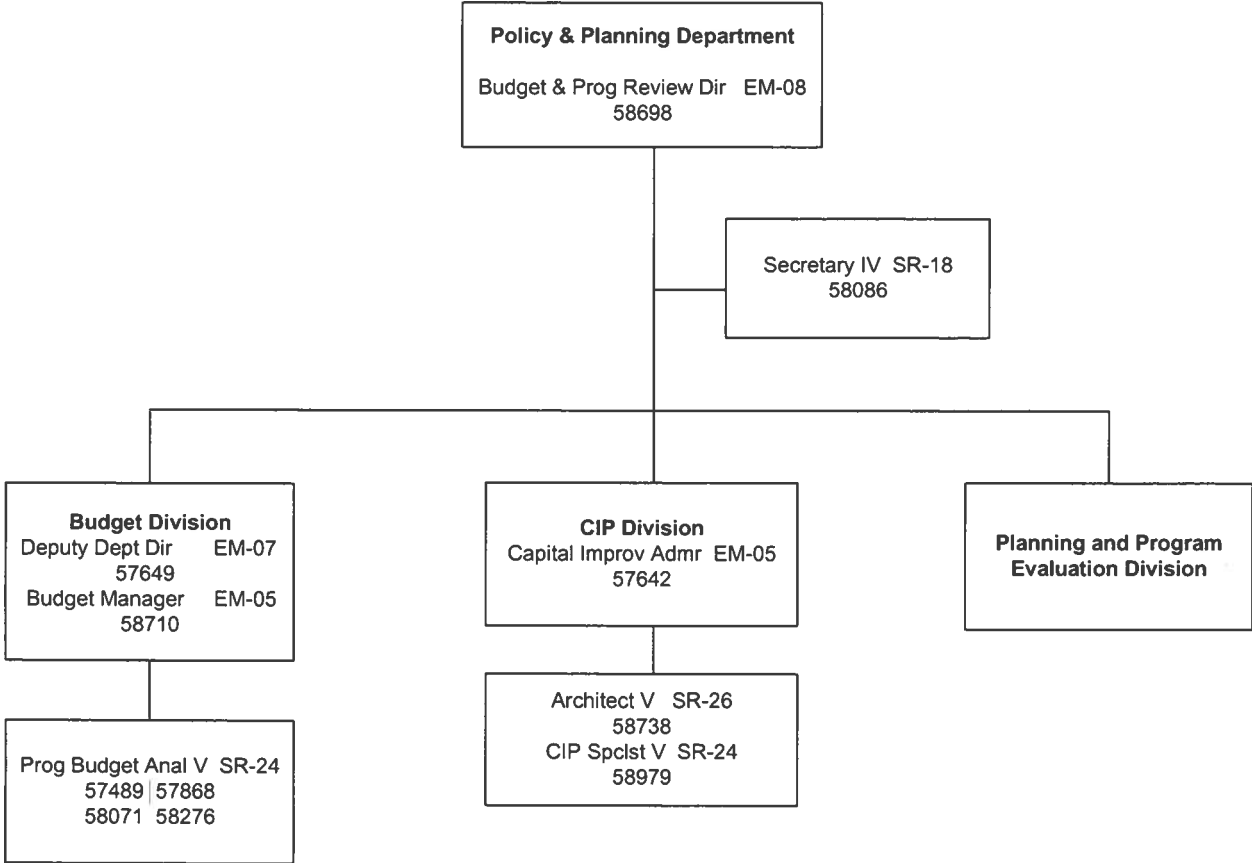 Policy & Planning Department
Budget & Prog Review Dir EM-08
58698
Secretary IV SR-18
58086
Budget Division
Deputy Dept Dir EM-07
57649
Budget Manager EM-05
58710
CIP Division
Capital Improv Admr EM-05
57642
Planning and Program
Evaluation Division
Prog Budget Anal V SR-24
57489 57868
58071 58276
Architect V SR-26
58738
CIP Spclst V SR-24
58979